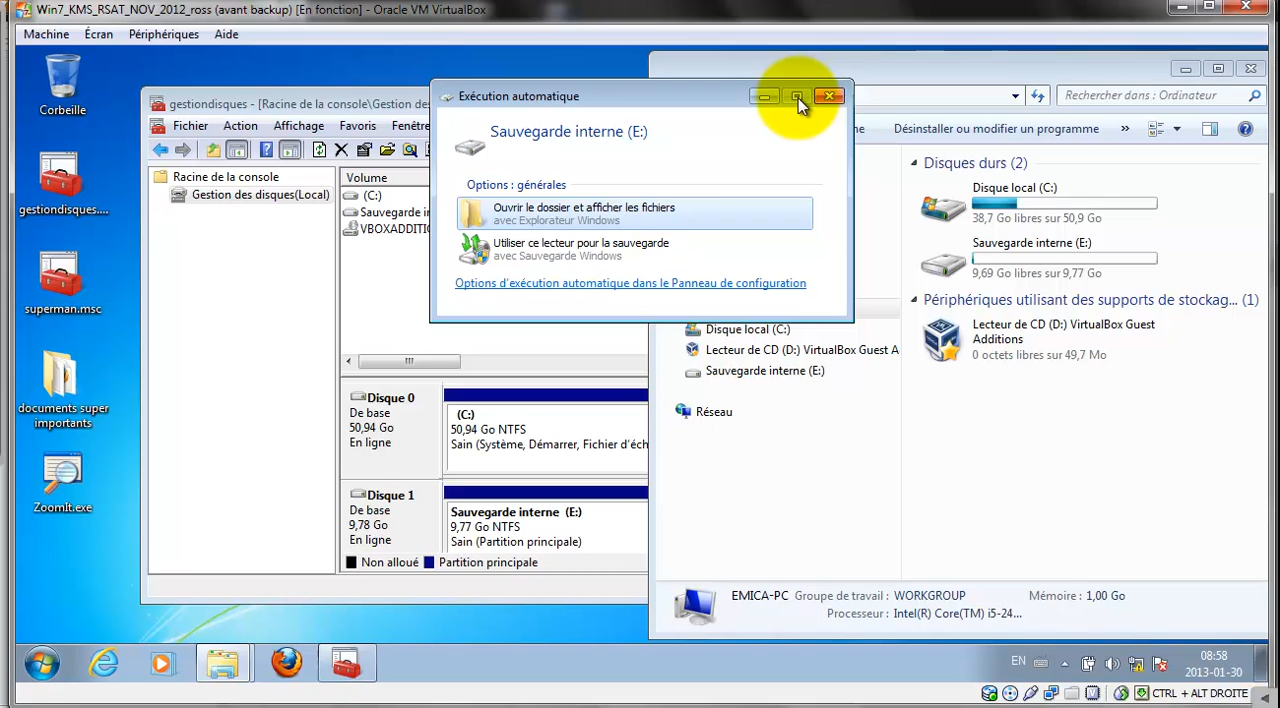 Win7_KMS_RSAT_NOV_2012_ross (avant backup) [En fonction] - Oracle VM VirtualBox
Machine Écran Périphériques Aide
Corbeille
gestiondisques....
superman.msc
documents super
importants
ZoomIt.exe
gestiondisques - [Racine de la console\Gestion des
Fichier Action Affichage Favoris Fenêtre
Racine de la console
Gestion des disques(Local)
Volume
(C:)
Sauvegarde in
VBOXADDITIO
Disque 0
De base
50,94 Go
En ligne
(C:)
50,94 Go NTFS
Sain (Système, Démarrer, Fichier d'éch
Disque 1
De base
9,78 Go
En ligne
Sauvegarde interne (E:)
9,77 Go NTFS
Sain (Partition principale)
Non alloué Partition principale
Exécution automatique
Sauvegarde interne (E:)
Options : générales
Ouvrir le dossier et afficher les fichiers
avec Explorateur Windows
Utiliser ce lecteur pour la sauvegarde
avec Sauvegarde Windows
Options d'exécution automatique dans le Panneau de configuration
Rechercher dans : Ordinateur
me Désinstaller ou modifier un programme »
Disque local (C:)
Lecteur de CD (D:) VirtualBox Guest A
Sauvegarde interne (E:)
Réseau
Disques durs (2)
Disque local (C:)
38,7 Go libres sur 50,9 Go
Sauvegarde interne (E:)
9,69 Go libres sur 9,77 Go
Périphériques utilisant des supports de stockag... (1)
Lecteur de CD (D:) VirtualBox Guest
Additions
0 octets libres sur 49,7 Mo
EMICA-PC Groupe de travail : WORKGROUP Mémoire : 1,00 Go
Processeur : Intel(R) Core(TM) i5-24...
EN
08:58
2013-01-30
CTRL + ALT DROITE